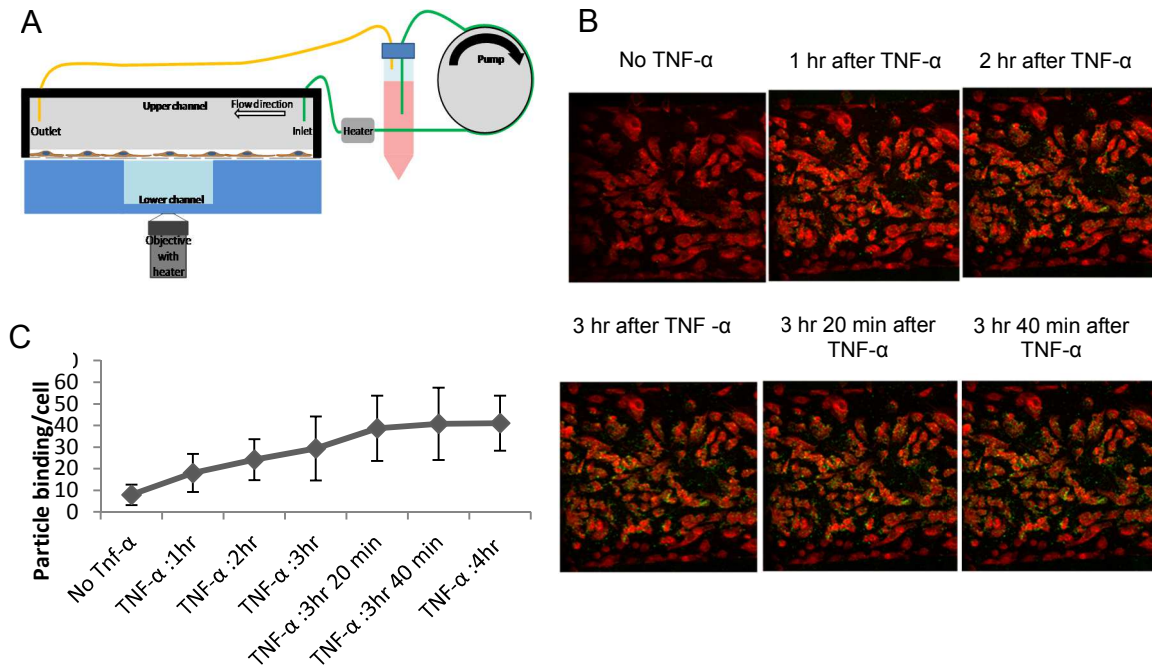 A
Pump
Upper channel
Flow direction
Outlet
Inlet
Heater
Lower channel
Objective
with
heater
B
No TNF-α
1 hr after TNF-α
2 hr after TNF-α
3 hr after TNF -α
3 hr 20 min after
TNF-α
3 hr 40 min after
TNF-α
C
Particle binding/cell
60
50
40
30
20
10
0
No Tnf-α
TNF-α :1hr
TNF-α :2hr
TNF-α :3hr
TNF-α :3hr 20 min
TNF-α :3hr 40 min
TNF-α :4hr